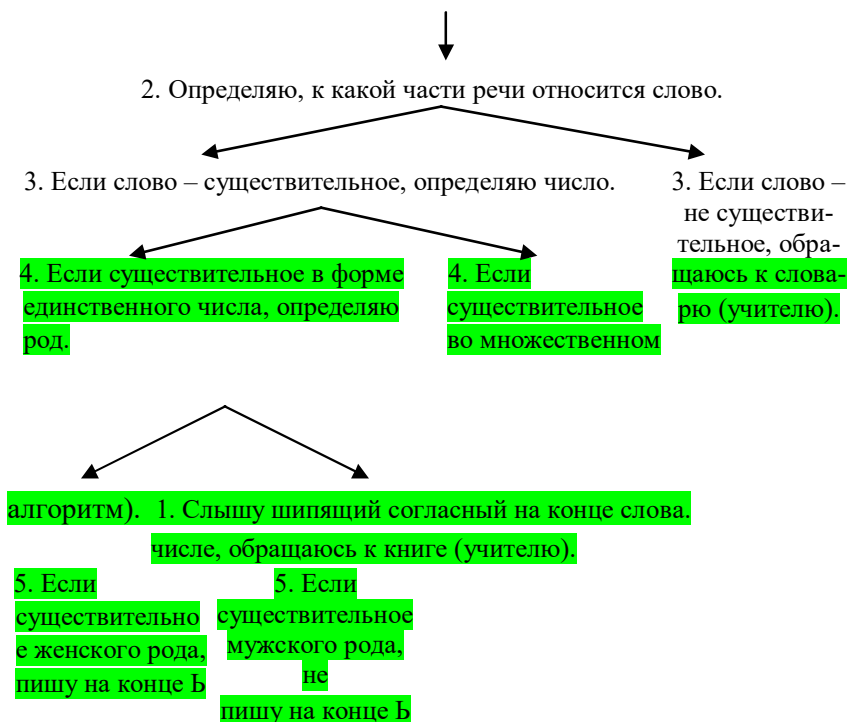 2. Определяю, к какой части речи относится слово.
3. Если слово – существительное, определяю число.
3. Если слово –
не существи-
тельное, обра-
щаюсь к слова-
рю (учителю).
4. Если существительное в форме
единственного числа, определяю
род.
4. Если
существительное
во множественном
алгоритм). 1. Слышу шипящий согласный на конце слова.
числе, обращаюсь к книге (учителю).
5. Если
существительно
е женского рода,
пишу на конце Ь
5. Если
существительное
мужского рода,
не
пишу на конце Ь